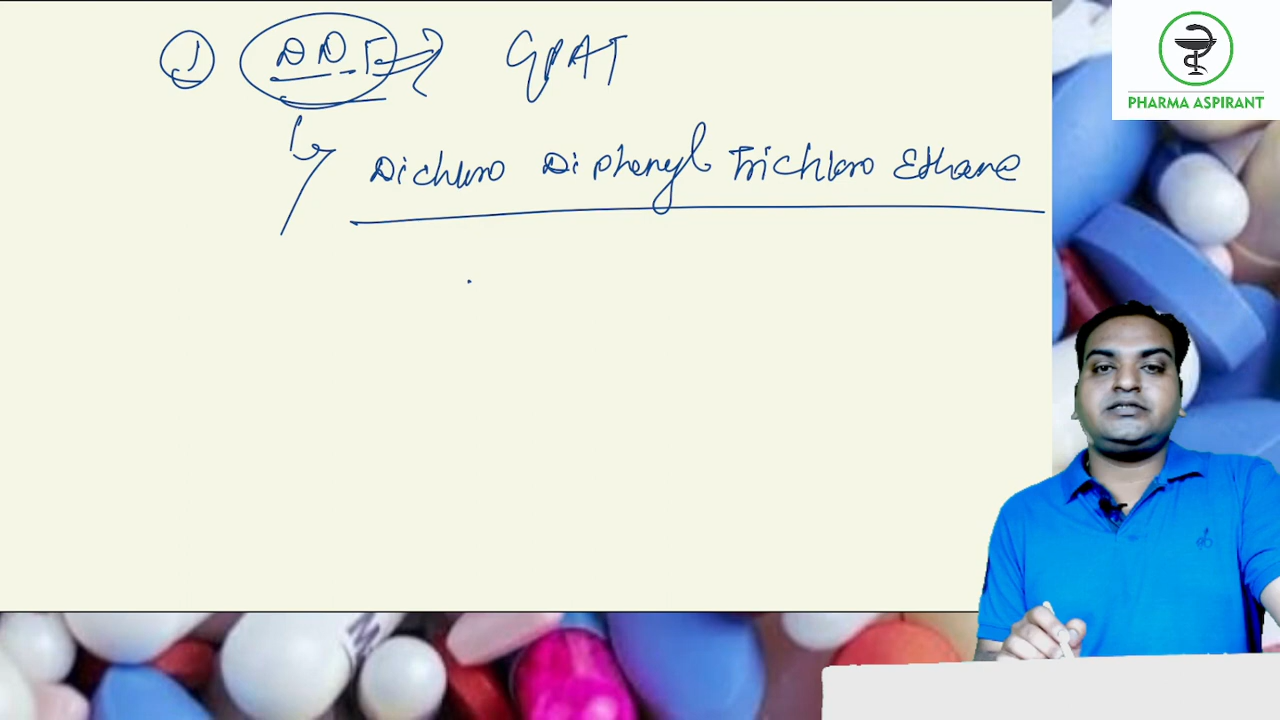 ① DDT → GPAT
Dichloro Diphenyl Trichloro Ethane
PHARMA ASPIRANT